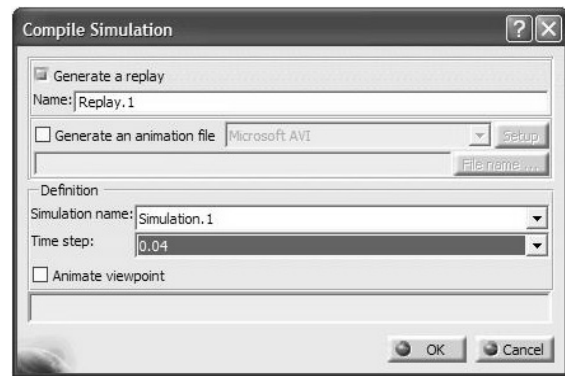 Compile Simulation
Generate a replay
Name: Replay.1
Generate an animation file Microsoft AVI Setup
File name ...
Definition
Simulation name: Simulation.1
Time step: 0.04
Animate viewpoint
OK Cancel